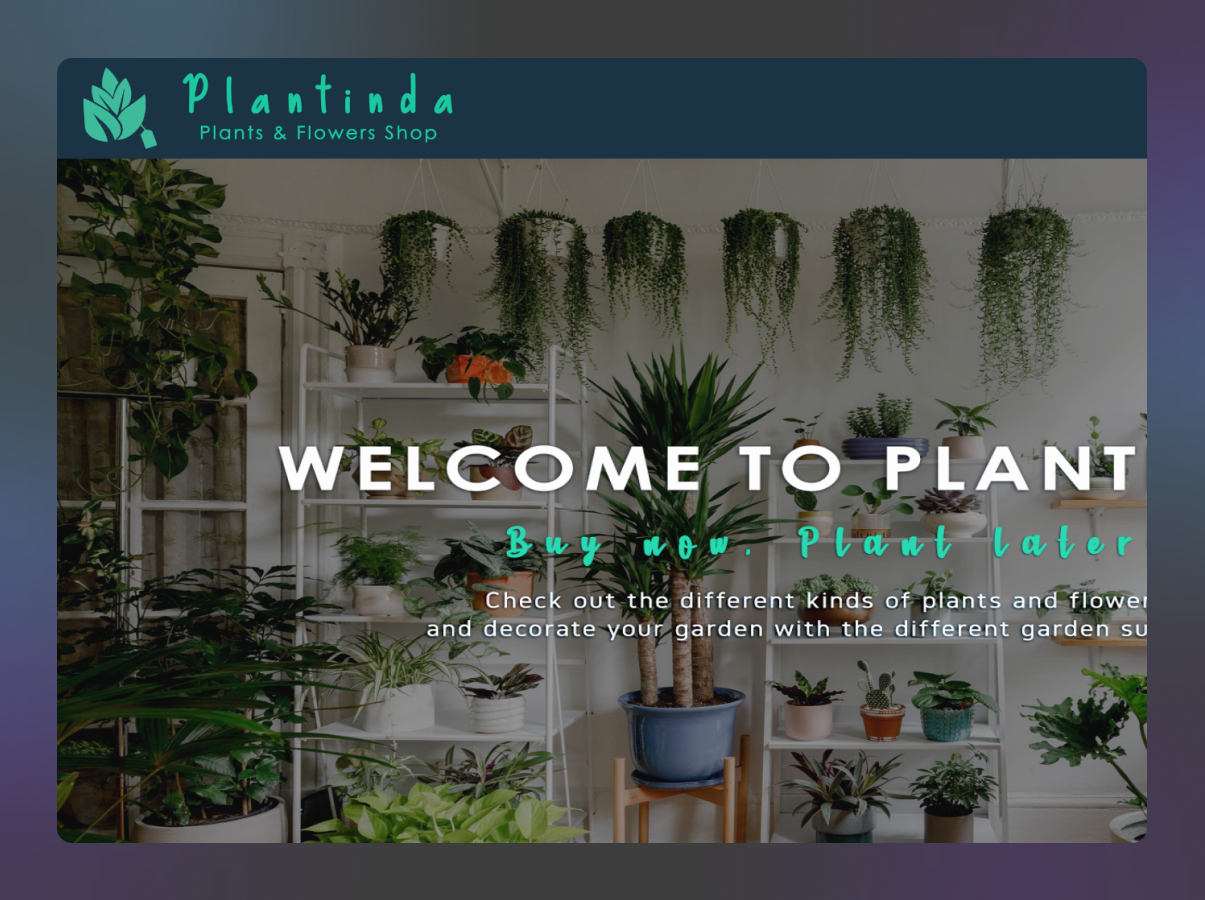 Plantinda
Plants & Flowers Shop
WELCOME TO PLANT
Buy now. Plant later
Check out the different kinds of plants and flower
and decorate your garden with the different garden su